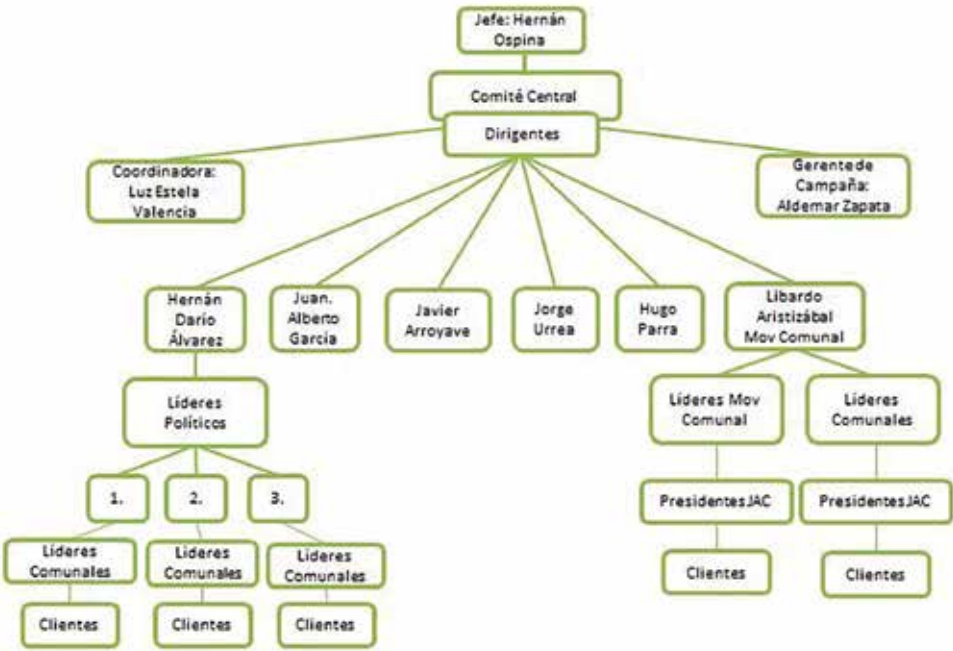 Jefe: Hernán
Ospina
Comité Central
Dirigentes
Coordinadora:
Luz Estela
Valencia
Gerente de
Campaña:
Aldemar Zapata
Hernán
Darío
Álvarez
Juan.
Alberto
García
Javier
Arroyave
Jorge
Urrea
Hugo
Parra
Libardo
Aristizábal
Mov Comunal
Líderes
Políticos
Líderes Mov
Comunal
Líderes
Comunales
1.
2.
3.
Presidentes JAC
Presidentes JAC
Líderes
Comunales
Líderes
Comunales
Líderes
Comunales
Clientes
Clientes
Clientes
Clientes
Clientes